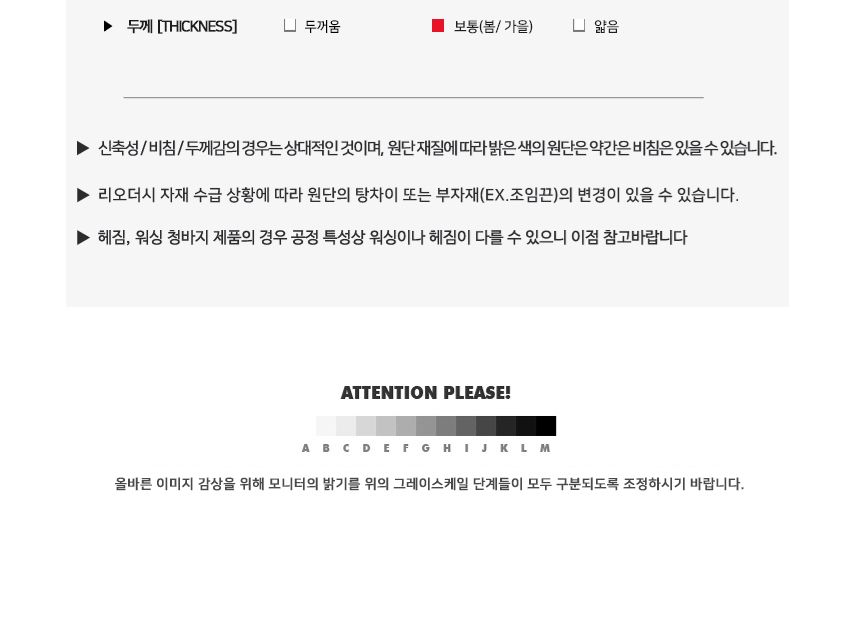 ▶ 두께 [THICKNESS] □ 두꺼움 ■ 보통(봄/ 가을) □ 얇음
▶ 신축성 / 비침 / 두께감의 경우는 상대적인 것이며, 원단 재질에 따라 밝은 색의 원단은 약간은 비침은 있을 수 있습니다.
▶ 리오더시 자재 수급 상황에 따라 원단의 탕차이 또는 부자재(EX.조임끈)의 변경이 있을 수 있습니다.
▶ 헤짐, 워싱 청바지 제품의 경우 공정 특성상 워싱이나 헤짐이 다를 수 있으니 이점 참고바랍니다
ATTENTION PLEASE!
A B C D E F G H I J K L M
올바른 이미지 감상을 위해 모니터의 밝기를 위의 그레이스케일 단계들이 모두 구분되도록 조정하시기 바랍니다.